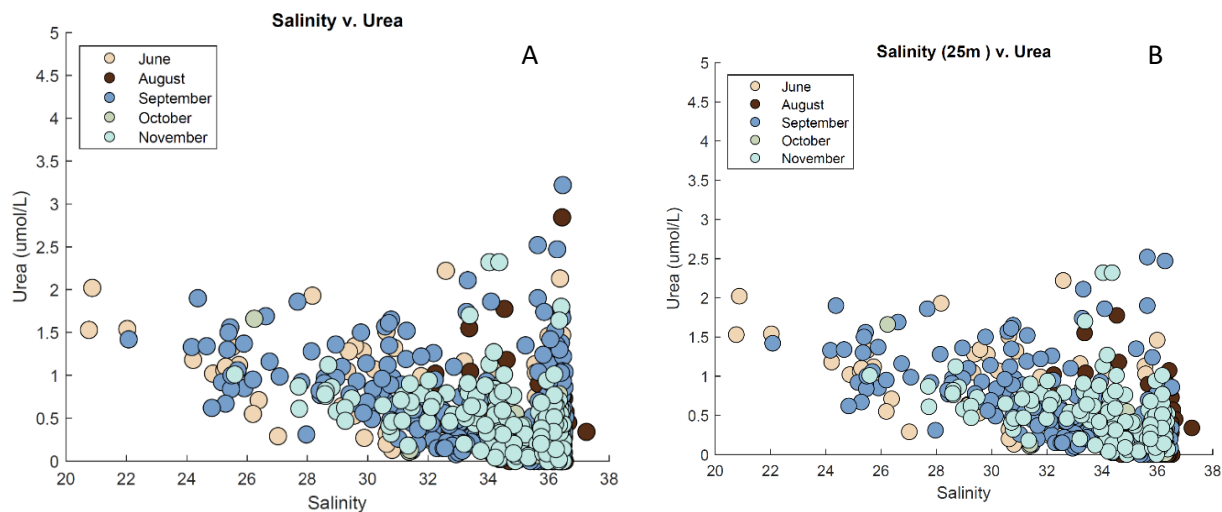 Salinity v. Urea
A
June
August
September
October
November
5
4.5
4
3.5
3
2.5
2
1.5
1
0.5
0
Urea (umol/L)
20 22 24 26 28 30 32 34 36 38
Salinity
Salinity (25m ) v. Urea
B
June
August
September
October
November
5
4.5
4
3.5
3
2.5
2
1.5
1
0.5
0
Urea (umol/L)
20 22 24 26 28 30 32 34 36 38
Salinity